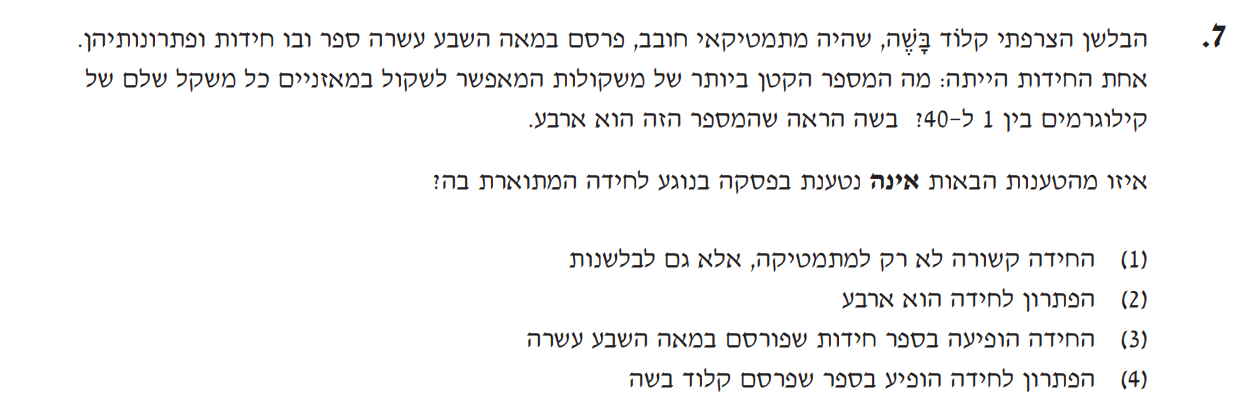 7. הבלשן הצרפתי קלוֹד בָּשֶׁה, שהיה מתמטיקאי חובב, פרסם במאה השבע עשרה ספר ובו חידות ופתרונותיהן.
אחת החידות הייתה: מה המספר הקטן ביותר של משקולות המאפשר לשקול במאזניים כל משקל שלם של
קילוגרמים בין 1 ל-40? בשה הראה שהמספר הזה הוא ארבע.
איזו מהטענות הבאות אינה נטענת בפסקה בנוגע לחידה המתוארת בה?
(1) החידה קשורה לא רק למתמטיקה, אלא גם לבלשנות
(2) הפתרון לחידה הוא ארבע
(3) החידה הופיעה בספר חידות שפורסם במאה השבע עשרה
(4) הפתרון לחידה הופיע בספר שפרסם קלוד בשה